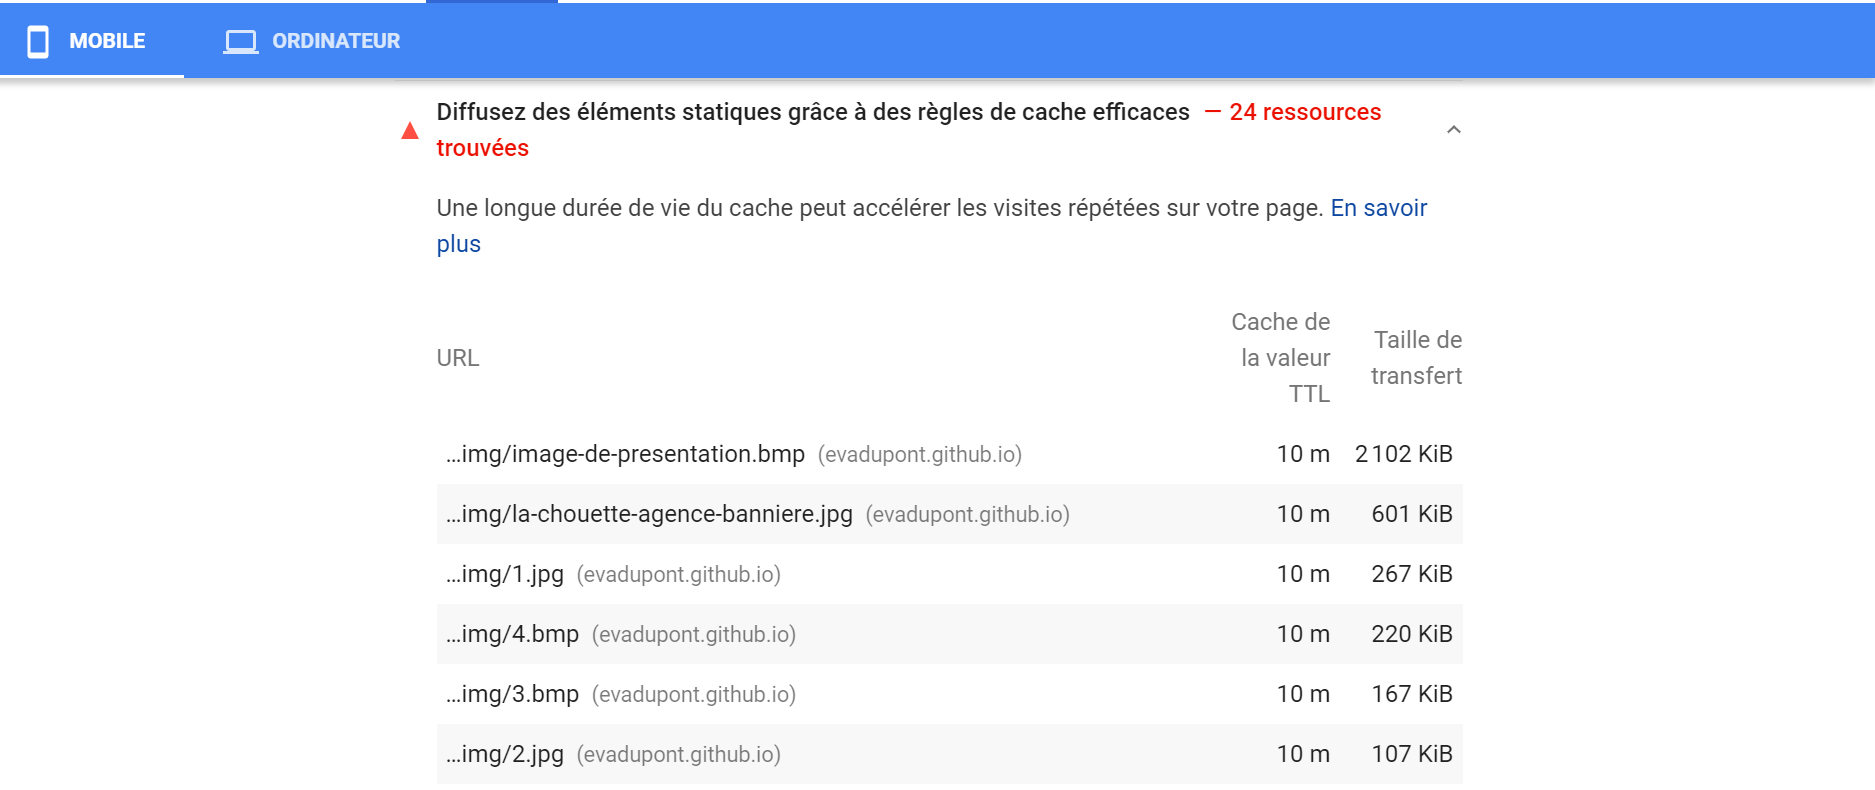 MOBILE ORDINATEUR
Diffusez des éléments statiques grâce à des règles de cache efficaces — 24 ressources
trouvées
Une longue durée de vie du cache peut accélérer les visites répétées sur votre page. En savoir
plus
URL
Cache de
la valeur
TTL
Taille de
transfert
...img/image-de-presentation.bmp (evadupont.github.io) 10 m 2 102 KiB
...img/la-chouette-agence-banniere.jpg (evadupont.github.io) 10 m 601 KiB
...img/1.jpg (evadupont.github.io) 10 m 267 KiB
...img/4.bmp (evadupont.github.io) 10 m 220 KiB
...img/3.bmp (evadupont.github.io) 10 m 167 KiB
...img/2.jpg (evadupont.github.io) 10 m 107 KiB